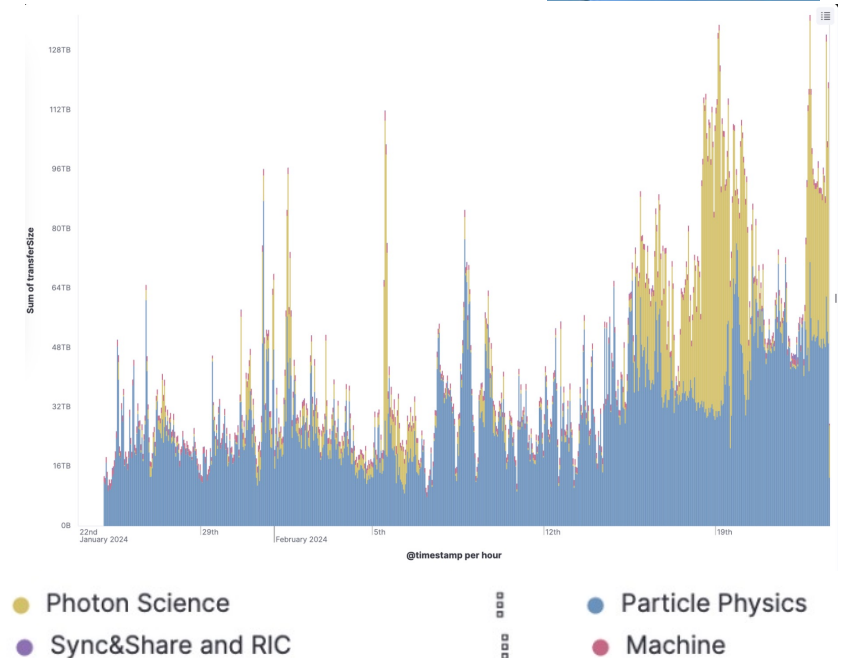 128TB
112TB
96TB
80TB
64TB
48TB
32TB
16TB
0B
Sum of transferSize
22nd
January 2024
29th
February 2024
5th
12th
19th
@timestamp per hour
Photon Science
Particle Physics
Sync&Share and RIC
Machine